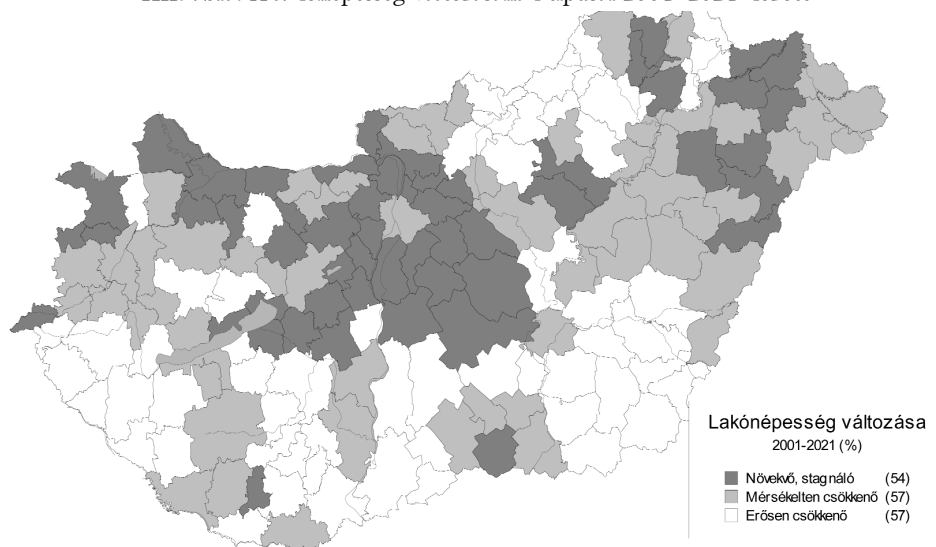 Lakónépesség változása
2001-2021 (%)
Növekvő, stagnáló (54)
Mérsékelten csökkenő (57)
Erősen csökkenő (57)